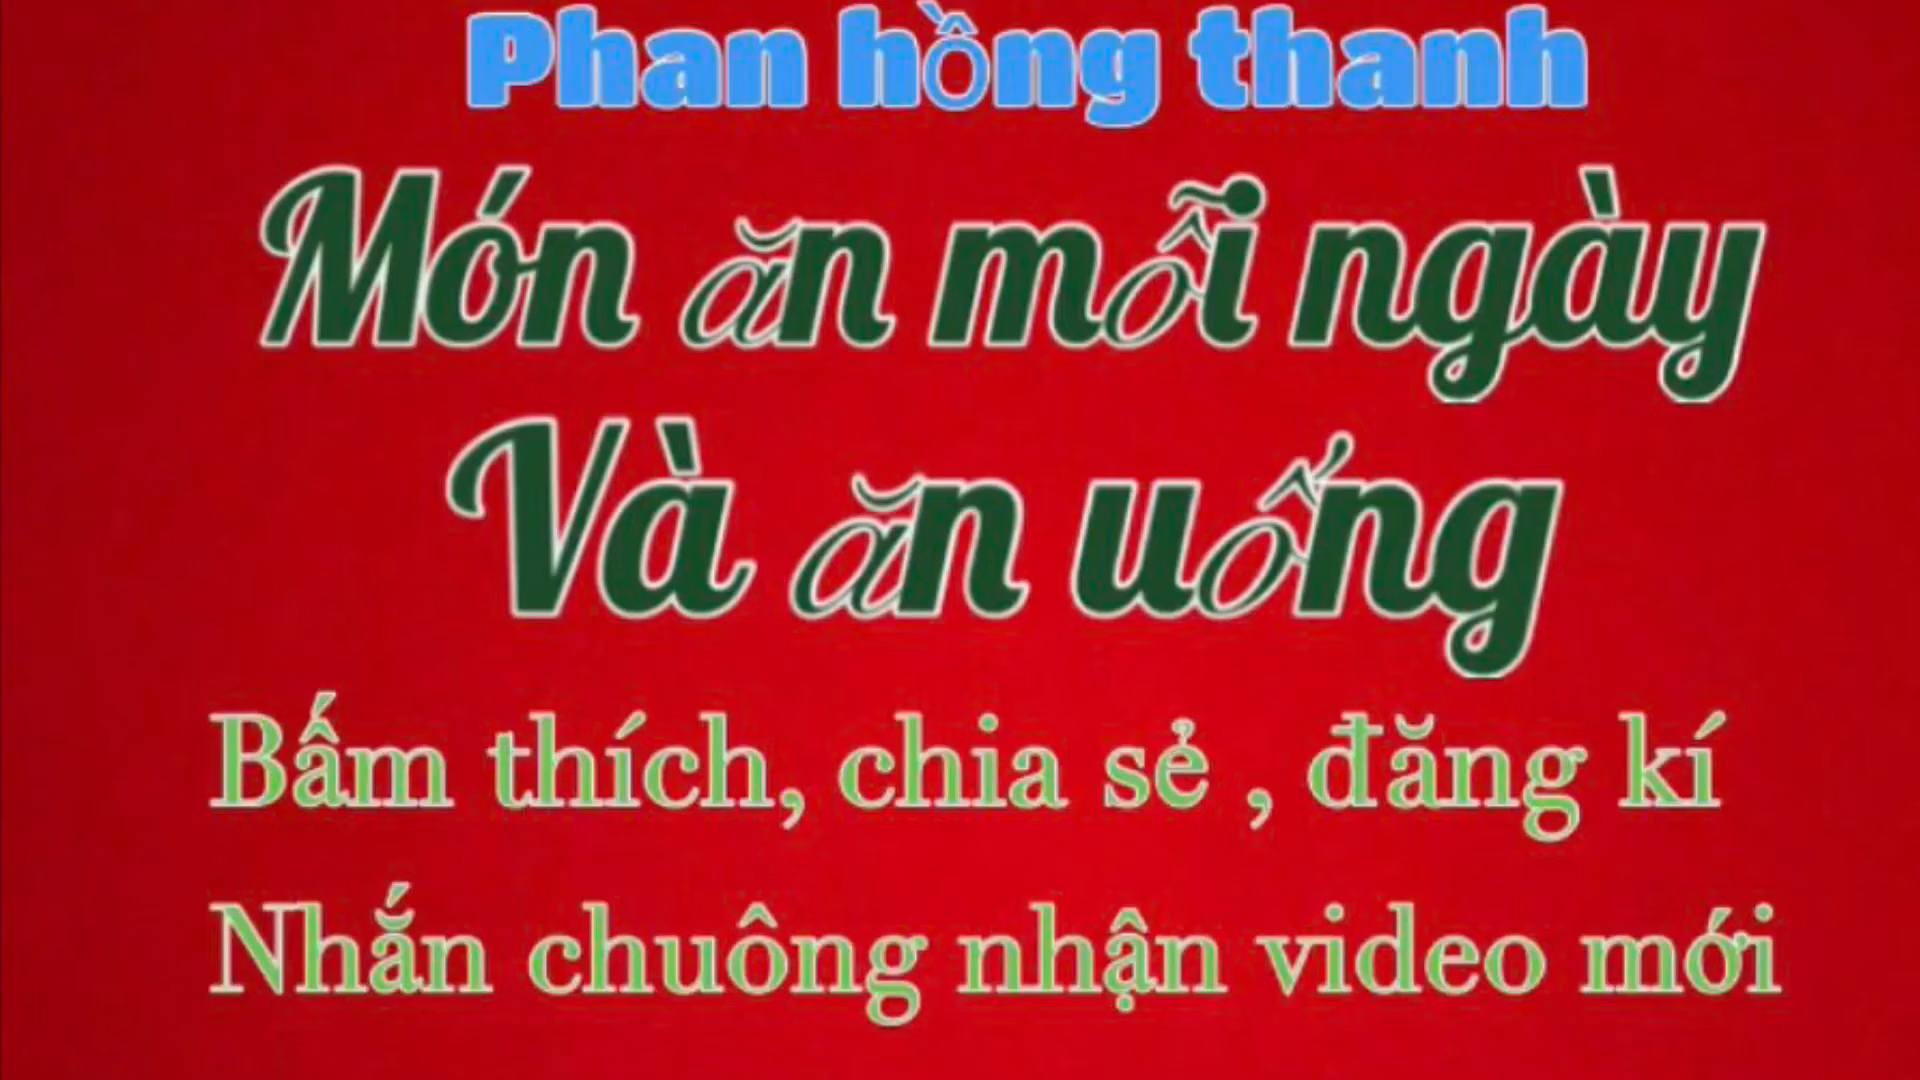 Phan hồng thanh
Món ăn mỗi ngày
Và ăn uống
Bấm thích, chia sẻ , đăng kí
Nhắn chuông nhận video mới